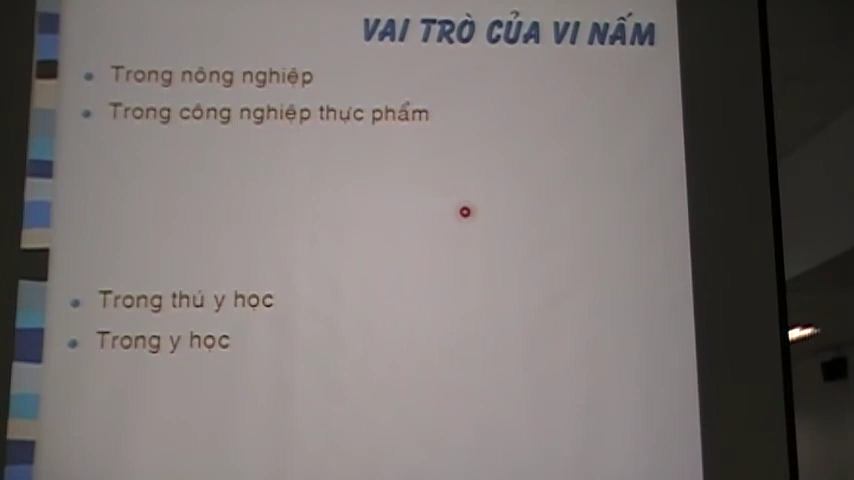 VAI TRÒ CỦA VI NẤM
Trong nông nghiệp
Trong công nghiệp thực phẩm
Trong thú y học
Trong y học